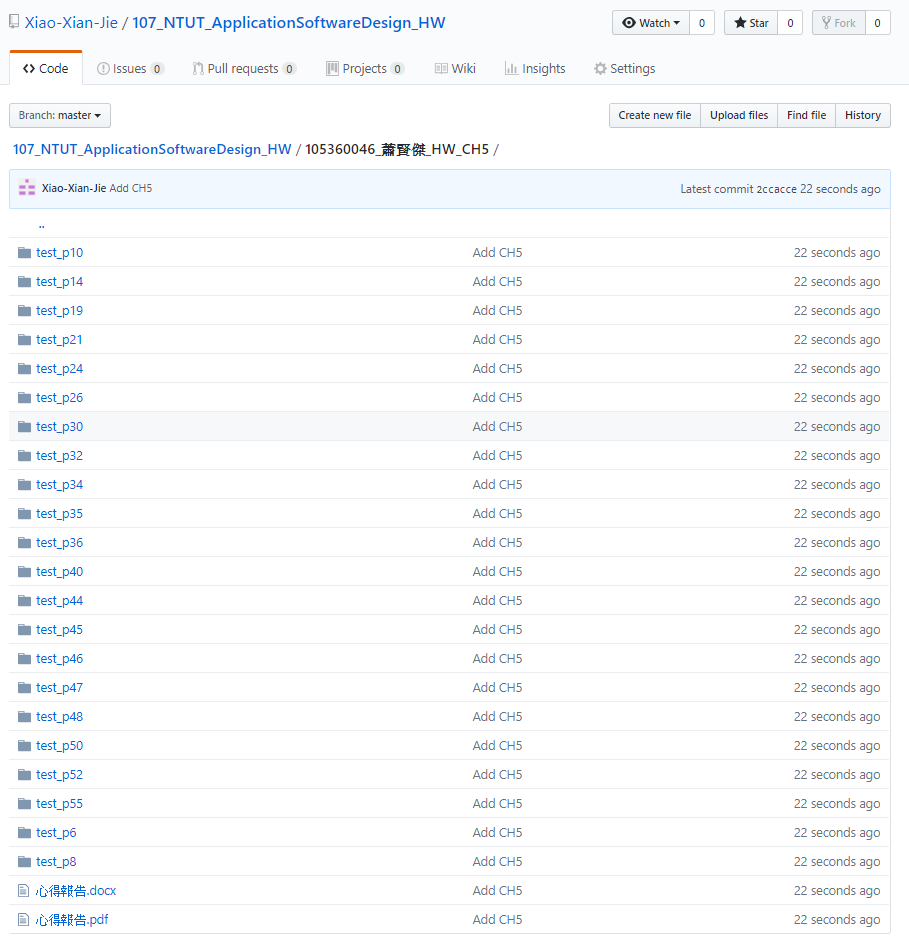 Xiao-Xian-Jie / 107_NTUT_ApplicationSoftwareDesign_HW Watch 0 Star 0 Fork 0
Code Issues 0 Pull requests 0 Projects 0 Wiki Insights Settings
Branch: master Create new file Upload files Find file History
107_NTUT_ApplicationSoftwareDesign_HW / 105360046_蕭賢傑_HW_CH5 /
Xiao-Xian-Jie Add CH5 Latest commit 2ccacce 22 seconds ago
..
test_p10 Add CH5 22 seconds ago
test_p14 Add CH5 22 seconds ago
test_p19 Add CH5 22 seconds ago
test_p21 Add CH5 22 seconds ago
test_p24 Add CH5 22 seconds ago
test_p26 Add CH5 22 seconds ago
test_p30 Add CH5 22 seconds ago
test_p32 Add CH5 22 seconds ago
test_p34 Add CH5 22 seconds ago
test_p35 Add CH5 22 seconds ago
test_p36 Add CH5 22 seconds ago
test_p40 Add CH5 22 seconds ago
test_p44 Add CH5 22 seconds ago
test_p45 Add CH5 22 seconds ago
test_p46 Add CH5 22 seconds ago
test_p47 Add CH5 22 seconds ago
test_p48 Add CH5 22 seconds ago
test_p50 Add CH5 22 seconds ago
test_p52 Add CH5 22 seconds ago
test_p55 Add CH5 22 seconds ago
test_p6 Add CH5 22 seconds ago
test_p8 Add CH5 22 seconds ago
心得報告.docx Add CH5 22 seconds ago
心得報告.pdf Add CH5 22 seconds ago